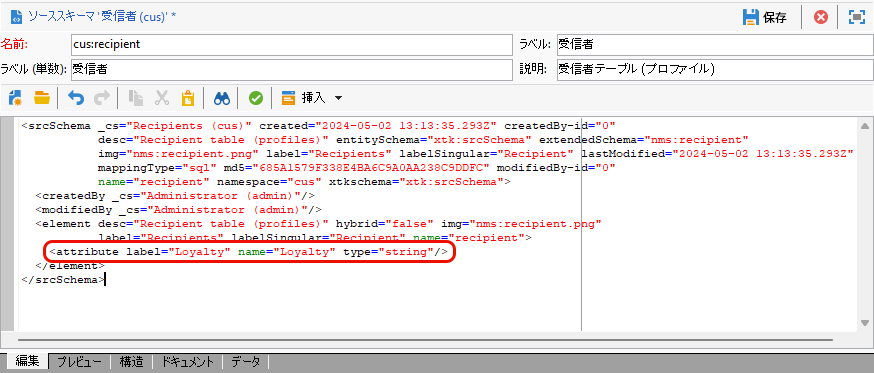 ソーススキーマ '受信者 (cus)' *
保存
名前: cus:recipient ラベル: 受信者
ラベル (単数): 受信者 説明: 受信者テーブル (プロファイル)
挿入
<srcSchema _cs="Recipients (cus)" created="2024-05-02 13:13:35.293Z" createdBy-id="0"
desc="Recipient table (profiles)" entitySchema="xtk:srcSchema" extendedSchema="nms:recipient"
img="nms:recipient.png" label="Recipients" labelSingular="Recipient" lastModified="2024-05-02 13:13:35.293Z"
mappingType="sql" md5="685A1579F338E4BA6C9A0AA238C9DDFC" modifiedBy-id="0"
name="recipient" namespace="cus" xtkschema="xtk:srcSchema">
<createdBy _cs="Administrator (admin)"/>
<modifiedBy _cs="Administrator (admin)"/>
<element desc="Recipient table (profiles)" hybrid="false" img="nms:recipient.png"
label="Recipients" labelSingular="Recipient" name="recipient">
<attribute label="Loyalty" name="Loyalty" type="string"/>
</element>
</srcSchema>
編集 プレビュー 構造 ドキュメント データ